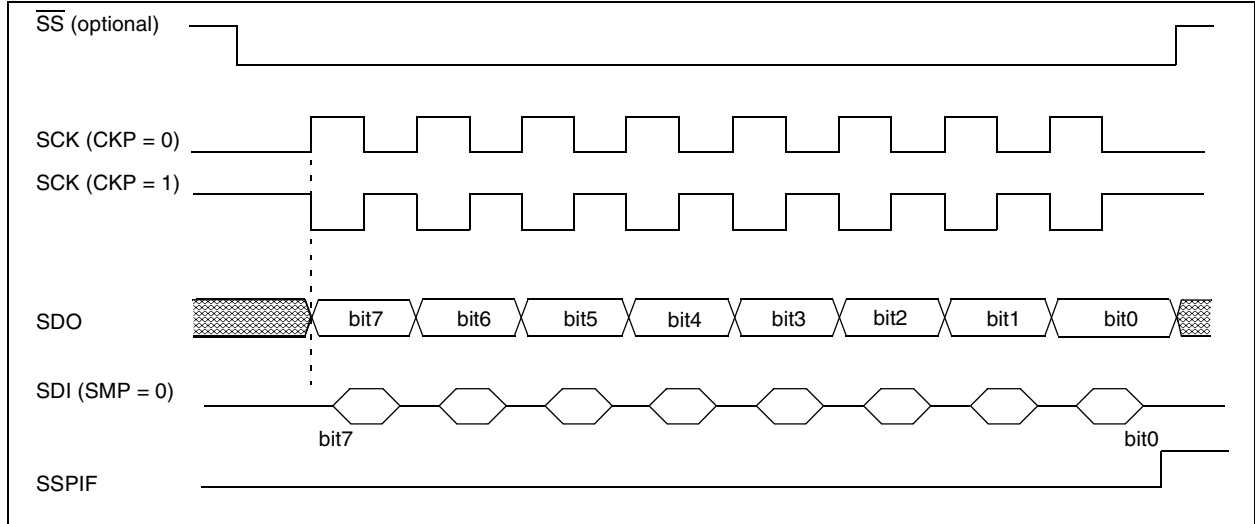 S̅S̅ (optional)
SCK (CKP = 0)
SCK (CKP = 1)
SDO bit7 bit6 bit5 bit4 bit3 bit2 bit1 bit0
SDI (SMP = 0)
bit7 bit0
SSPIF